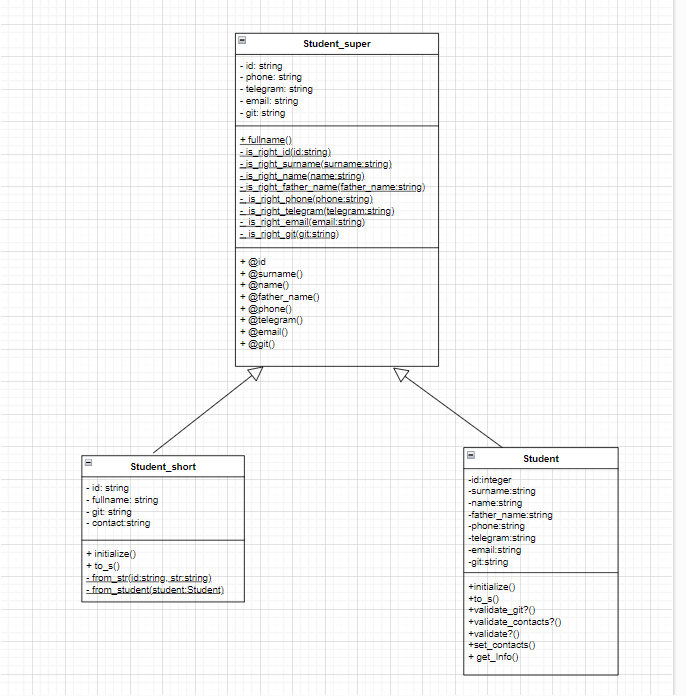 Student_super
- id: string
- phone: string
- telegram: string
- email: string
- git: string
+ fullname()
- is_right_id(id:string)
- is_right_surname(surname:string)
- is_right_name(name:string)
- is_right_father_name(father_name:string)
- is_right_phone(phone:string)
- is_right_telegram(telegram:string)
- is_right_email(email:string)
- is_right_git(git:string)
+ @id
+ @surname()
+ @name()
+ @father_name()
+ @phone()
+ @telegram()
+ @email()
+ @git()
Student_short
- id: string
- fullname: string
- git: string
- contact:string
+ initialize()
+ to_s()
- from_str(id:string, str:string)
- from_student(student:Student)
Student
-id:integer
-surname:string
-name:string
-father_name:string
-phone:string
-telegram:string
-email:string
-git:string
+initialize()
+to_s()
+validate_git?()
+validate_contacts?()
+validate?()
+set_contacts()
+ get_Info()